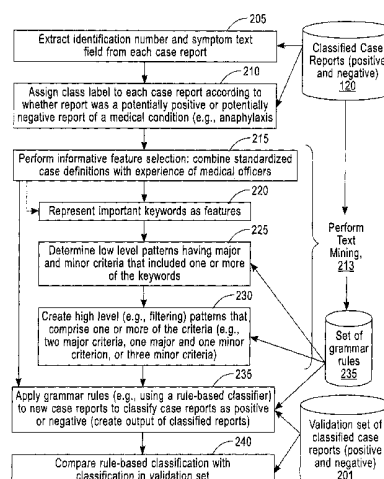 205
Extract identification number and symptom text
field from each case report
210
Assign class label to each case report according to
whether report was a potentially positive or potentially
negative report of a medical condition (e.g., anaphylaxis
215
Perform informative feature selection: combine standardized
case definitions with experience of medical officers
220
Represent important keywords as features
225
Determine low level patterns having major
and minor criteria that included one or more
of the keywords
230
Create high level (e.g., filtering) patterns that
comprise one or more of the criteria (e.g.,
two major criteria, one major and one minor
criterion, or three minor criteria)
235
Apply grammar rules (e.g., using a rule-based classifier)
to new case reports to classify case reports as positive
or negative (create output of classified reports)
240
Compare rule-based classification with
classification in validation set
Classified Case
Reports (positive
and negative)
120
Perform
Text
Mining,
213
Set of
grammar
rules
235
Validation set of
classified case
reports (positive
and negative)
201